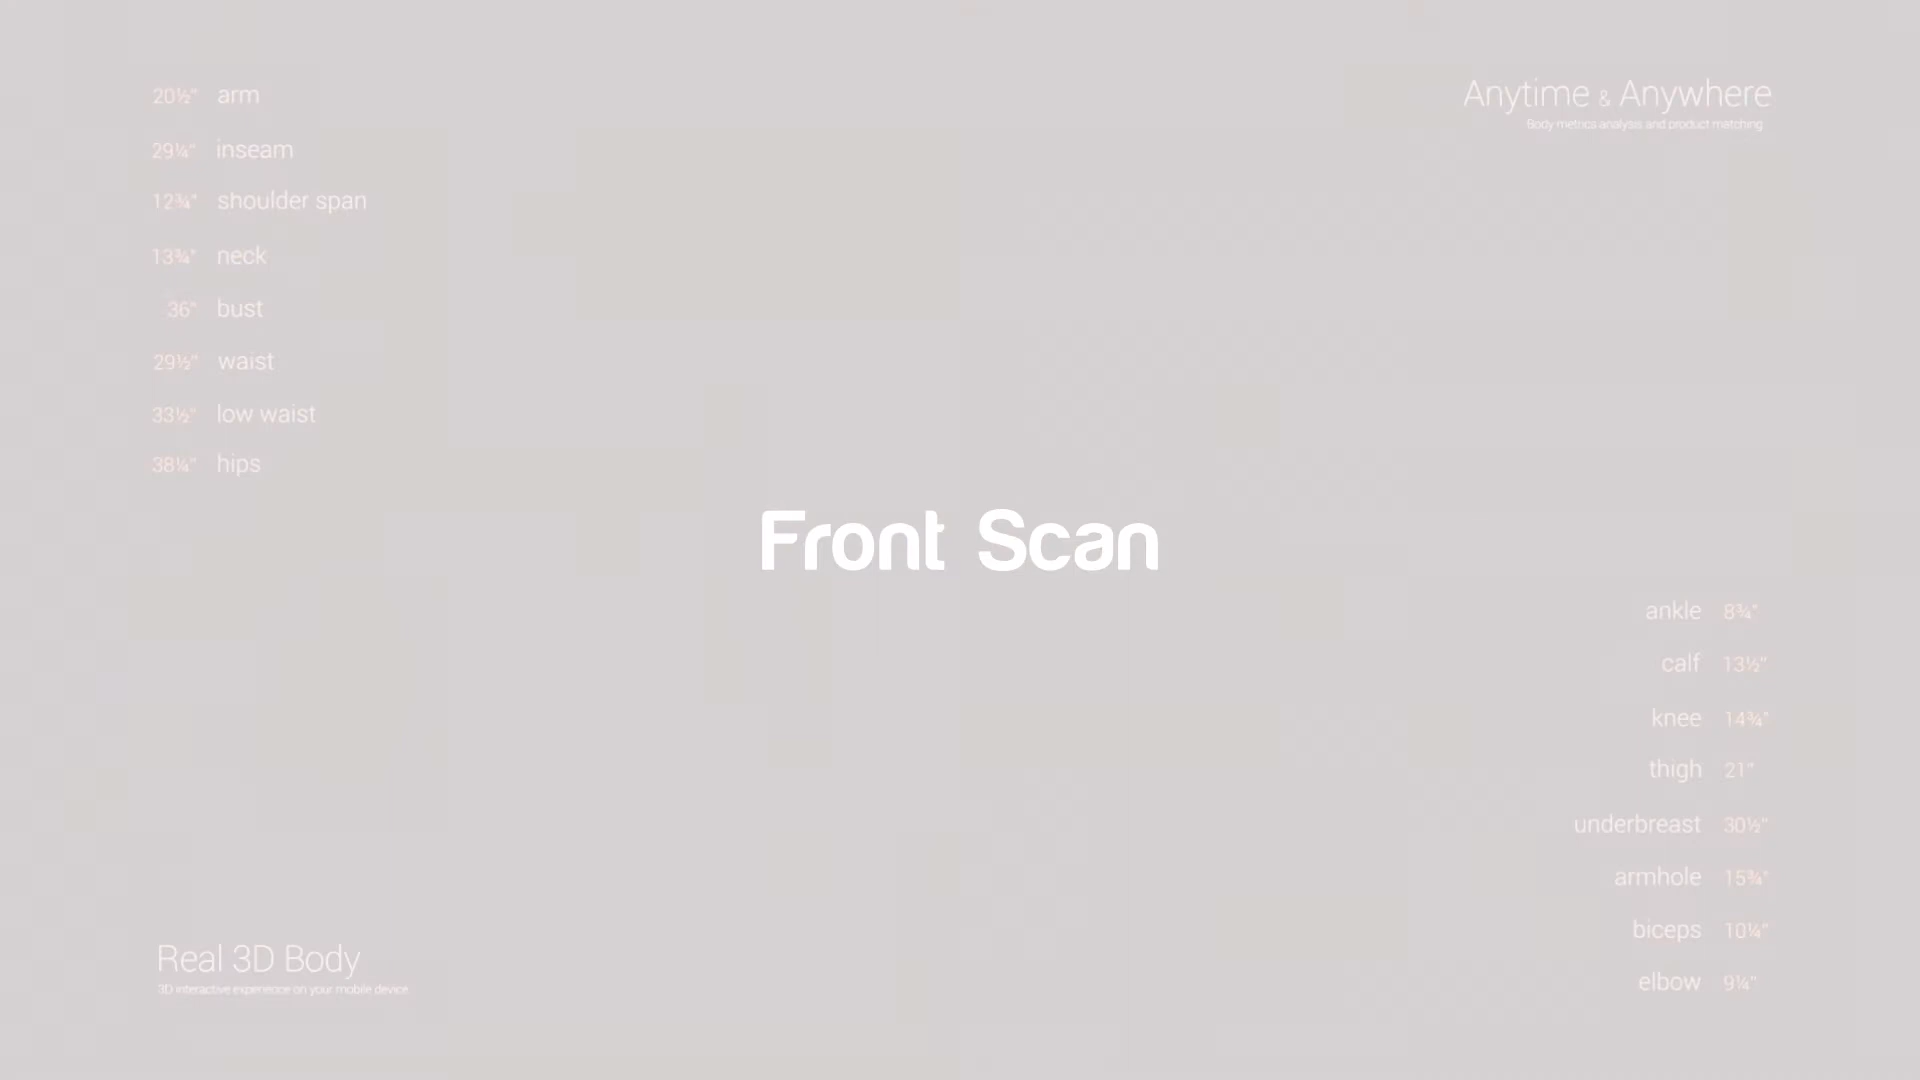 20½" arm
29¼" inseam
12¾" shoulder span
13¾" neck
36" bust
29½" waist
33½" low waist
38¼" hips
Anytime & Anywhere
Body metrics analysis and product matching
Front Scan
ankle 8¾"
calf 13½"
knee 14¾"
thigh 21"
underbreast 30½"
armhole 15¾"
biceps 10¼"
elbow 9¼"
Real 3D Body
3D interactive experience on your mobile device